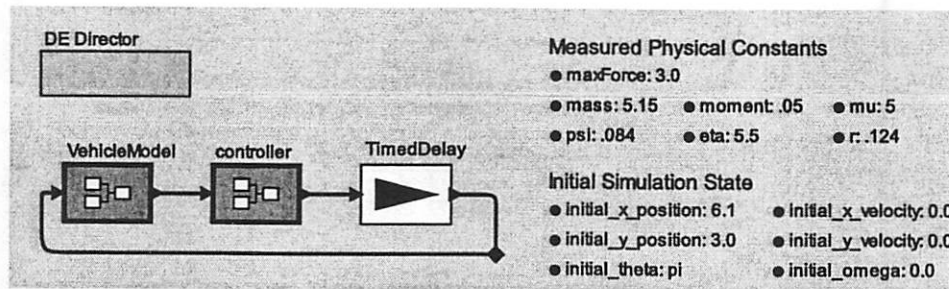 DE Director
VehicleModel controller TimedDelay
Measured Physical Constants
maxForce: 3.0
mass: 5.15 moment: .05 mu: 5
psi: .084 eta: 5.5 r: .124
Initial Simulation State
initial_x_position: 6.1 initial_x_velocity: 0.0
initial_y_position: 3.0 initial_y_velocity: 0.0
initial_theta: pi initial_omega: 0.0